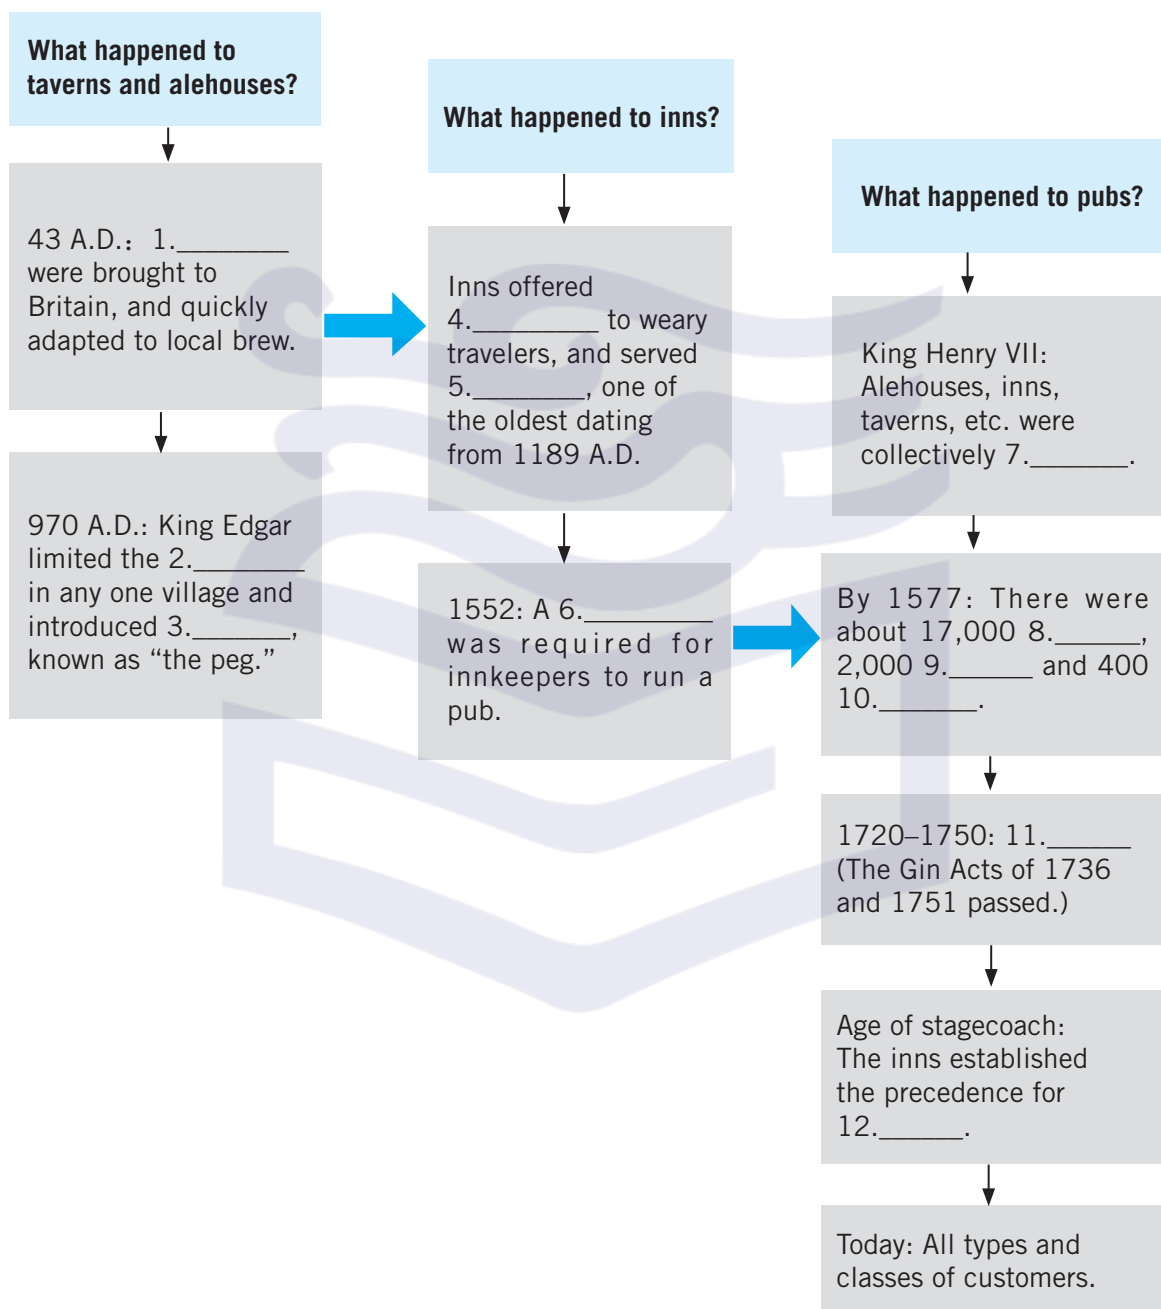 What happened to
taverns and alehouses?
43 A.D.: 1.________
were brought to
Britain, and quickly
adapted to local brew.
970 A.D.: King Edgar
limited the 2.________
in any one village and
introduced 3._______,
known as “the peg.”
What happened to inns?
Inns offered
4._________ to weary
travelers, and served
5.________, one of
the oldest dating
from 1189 A.D.
1552: A 6._________
was required for
innkeepers to run a
pub.
What happened to pubs?
King Henry VII:
Alehouses, inns,
taverns, etc. were
collectively 7._______.
By 1577: There were
about 17,000 8.______,
2,000 9.______ and 400
10._______.
1720–1750: 11.______
(The Gin Acts of 1736
and 1751 passed.)
Age of stagecoach:
The inns established
the precedence for
12.______.
Today: All types and
classes of customers.